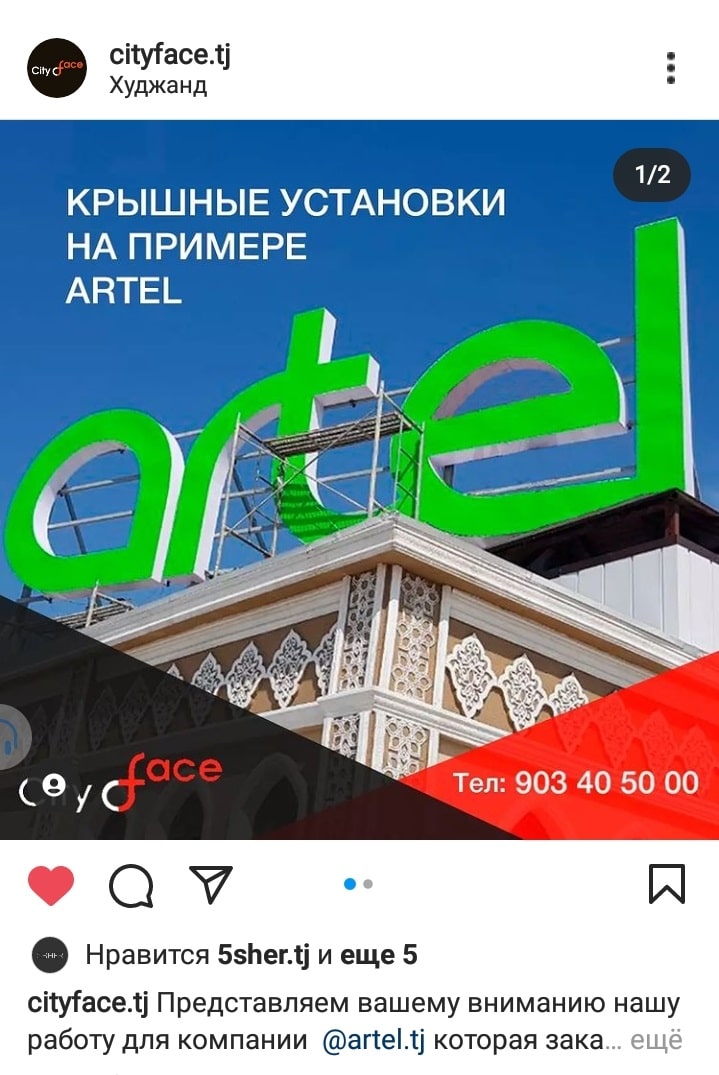 City face
cityface.tj
Худжанд
1/2
КРЫШНЫЕ УСТАНОВКИ
НА ПРИМЕРЕ
ARTEL
artel
face
Тел: 903 40 50 00
Нравится 5sher.tj и еще 5
cityface.tj Представляем вашему вниманию нашу
работу для компании @artel.tj которая зака... ещё